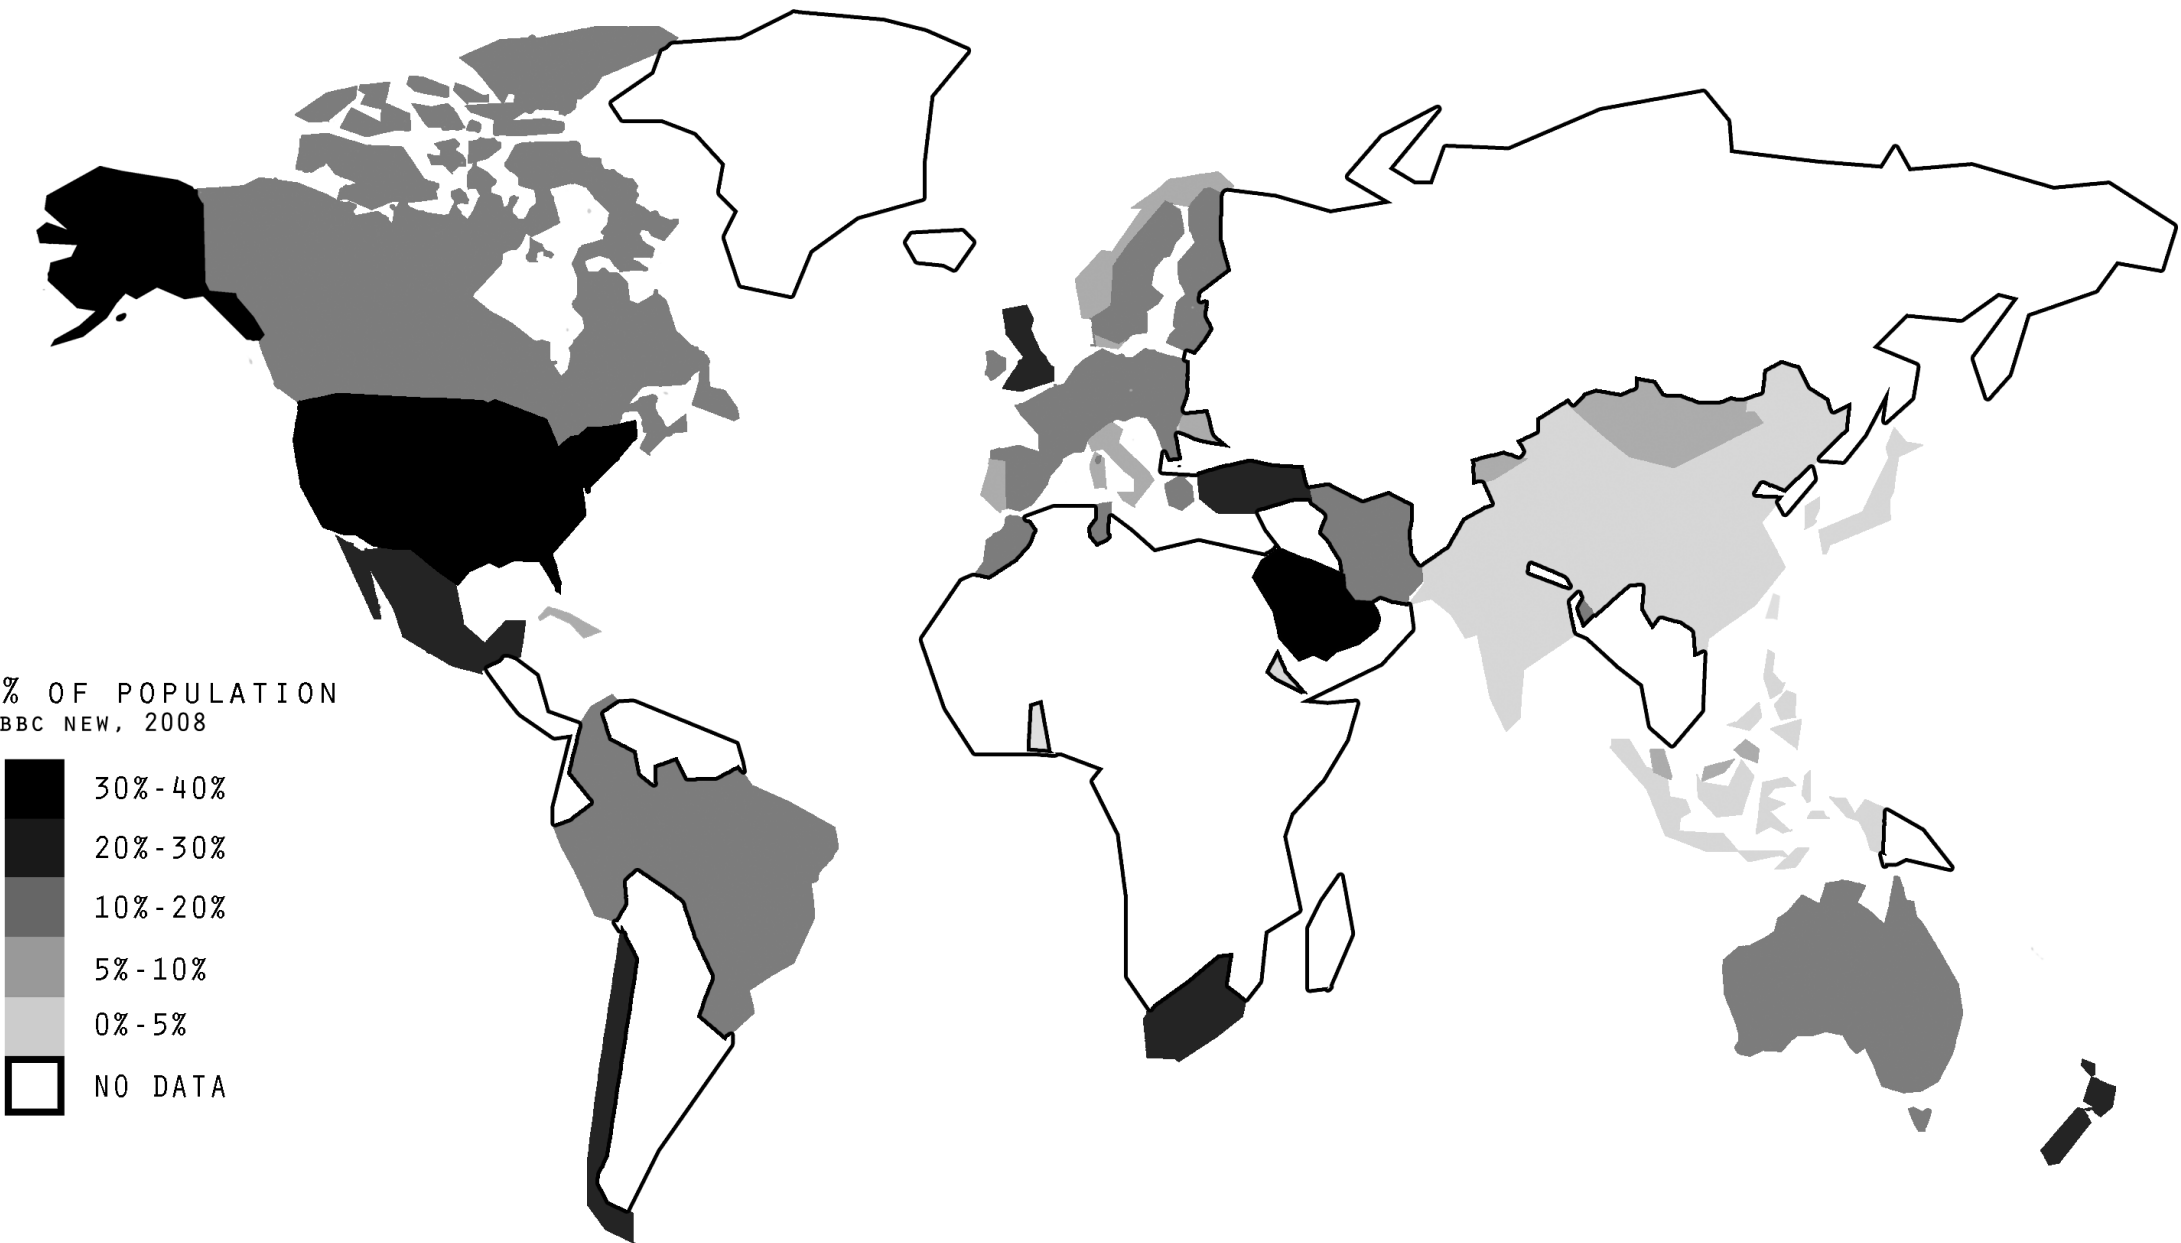 % OF POPULATION
BBC NEW, 2008
30%-40%
20%-30%
10%-20%
5%-10%
0%-5%
NO DATA